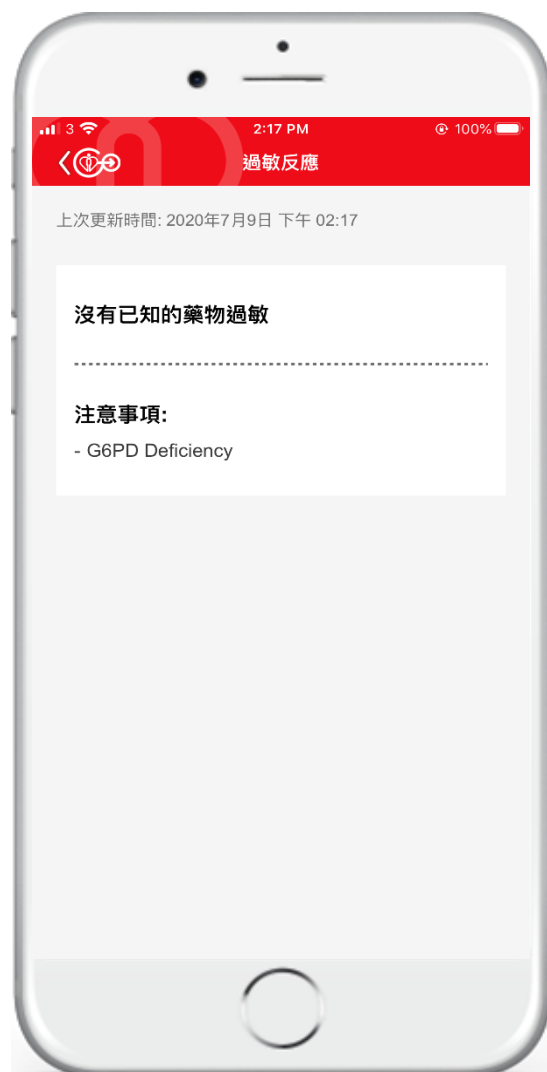 3 2:17 PM 100%
過敏反應
上次更新時間: 2020年7月9日 下午 02:17
沒有已知的藥物過敏
注意事項:
- G6PD Deficiency